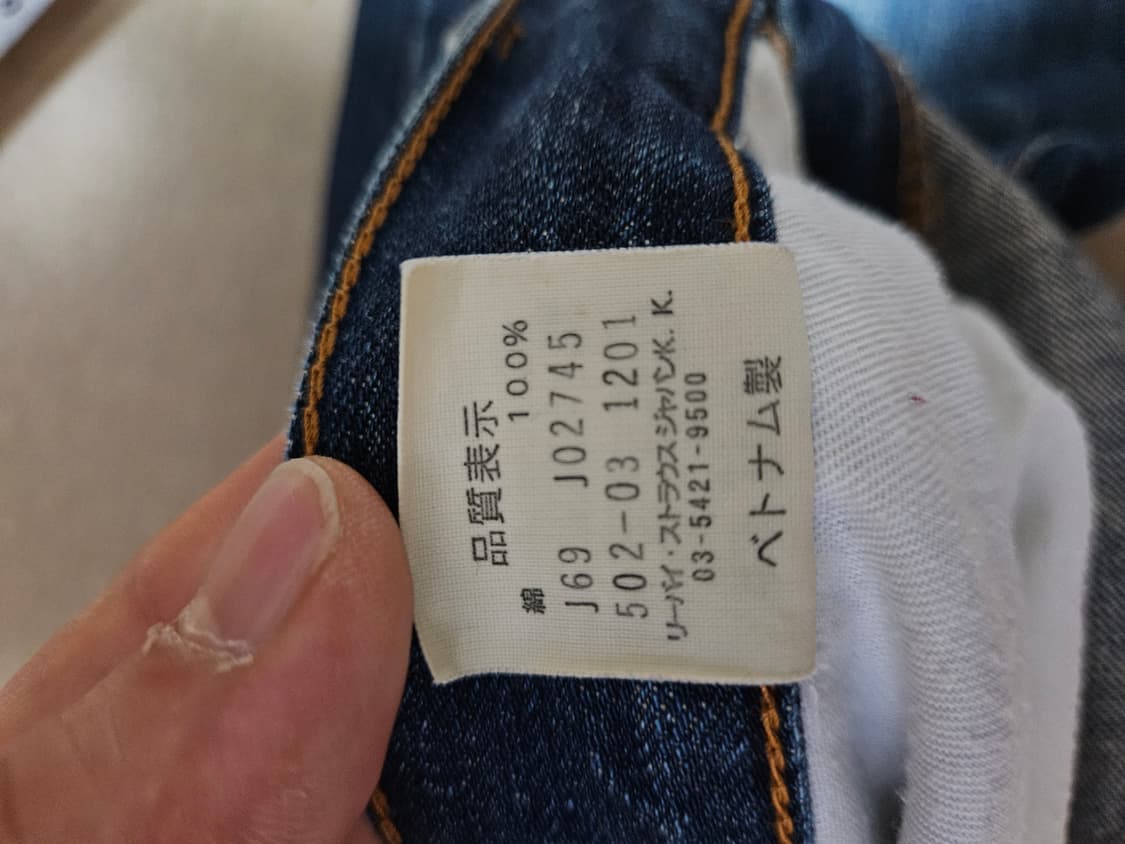 品質表示
綿 100%
J69 J02745
502-03 1201
リーバイ・ストラウスジャパンK.K.
03-5421-9500
ベトナム製